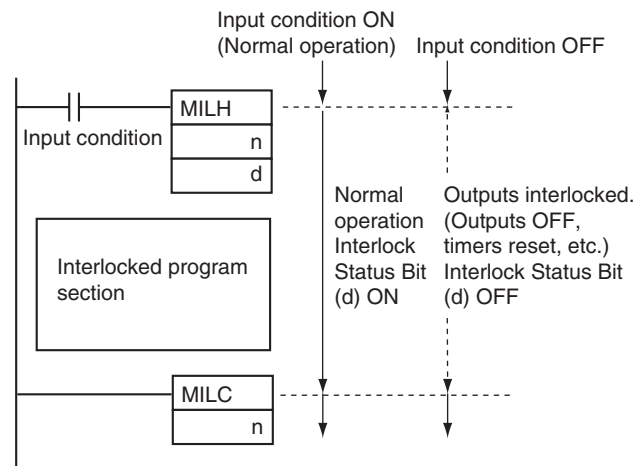 Input condition ON
(Normal operation)
Input condition OFF
MILH
n
d
Input condition
Normal
operation
Interlock
Status Bit
(d) ON
Outputs interlocked.
(Outputs OFF,
timers reset, etc.)
Interlock Status Bit
(d) OFF
Interlocked program
section
MILC
n